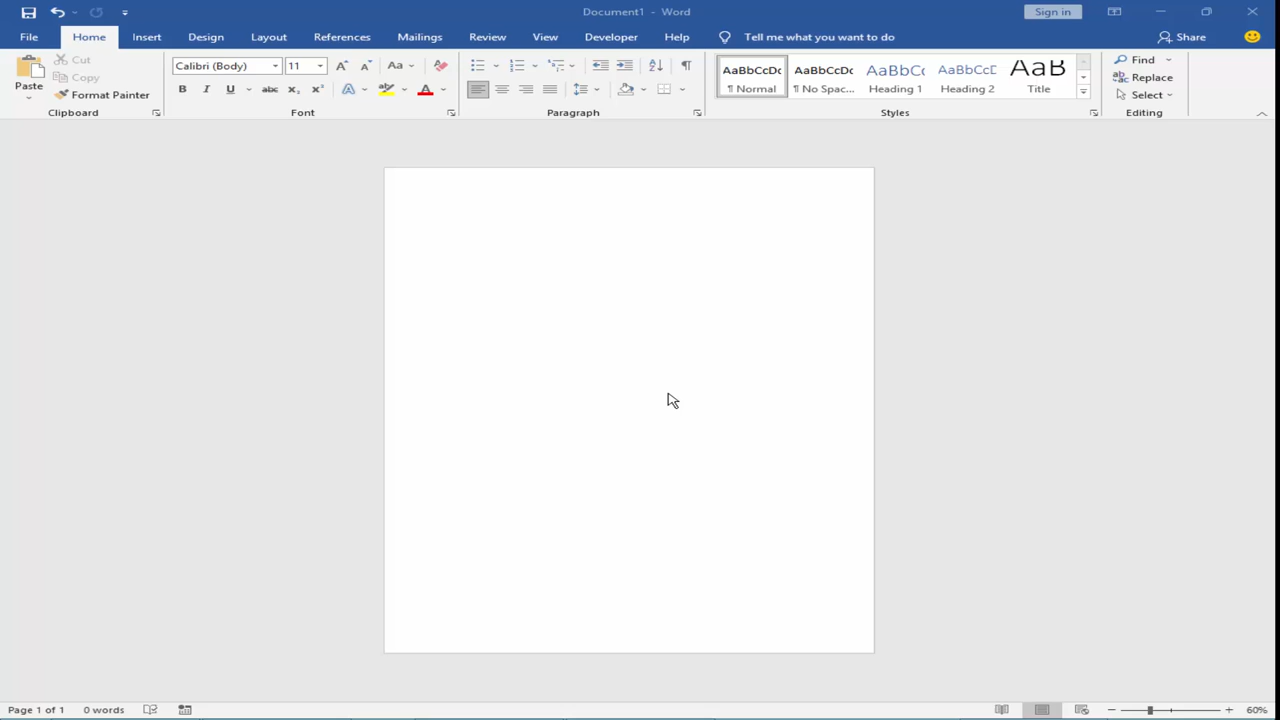 Document1 - Word
Sign in
File Home Insert Design Layout References Mailings Review View Developer Help Tell me what you want to do Share
Paste
Cut
Copy
Format Painter
Clipboard
Calibri (Body) 11 Aa
B I U abc x₂ x² A A
Font
Paragraph
AaBbCcDc AaBbCcDc AaBbCc AaBbCcD AaB
¶ Normal ¶ No Spac... Heading 1 Heading 2 Title
Styles
Find
Replace
Select
Editing
Page 1 of 1 0 words 60%